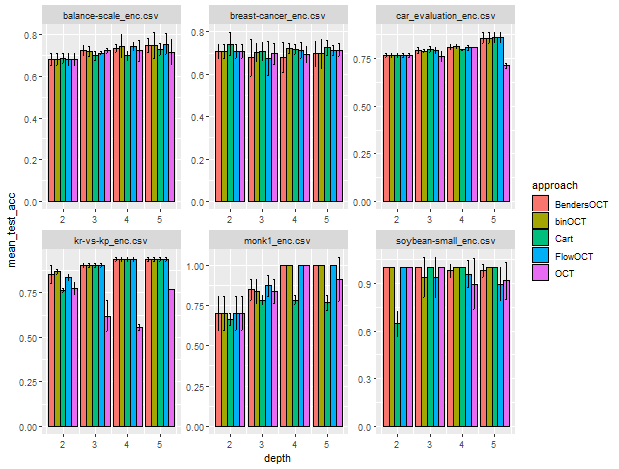 balance-scale_enc.csv breast-cancer_enc.csv car_evaluation_enc.csv
0.8 0.6 0.4 0.2 0.0
2 3 4 5
0.8 0.6 0.4 0.2 0.0
2 3 4 5
0.75 0.50 0.25 0.00
2 3 4 5
kr-vs-kp_enc.csv monk1_enc.csv soybean-small_enc.csv
0.75 0.50 0.25 0.00
2 3 4 5
1.00 0.75 0.50 0.25 0.00
2 3 4 5
0.9 0.6 0.3 0.0
2 3 4 5
mean_test_acc
depth
approach
BendersOCT
binOCT
Cart
FlowOCT
OCT